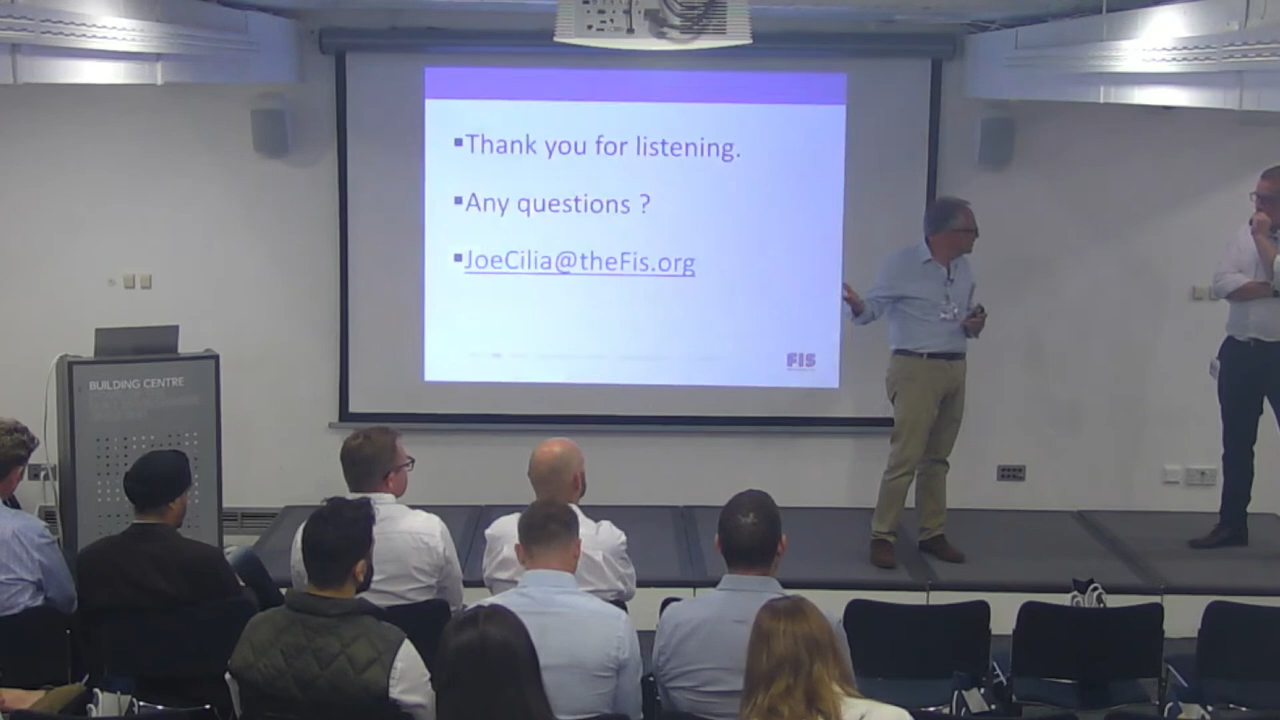 Thank you for listening.
Any questions ?
JoeCilia@theFis.org
FIS
BUILDING CENTRE